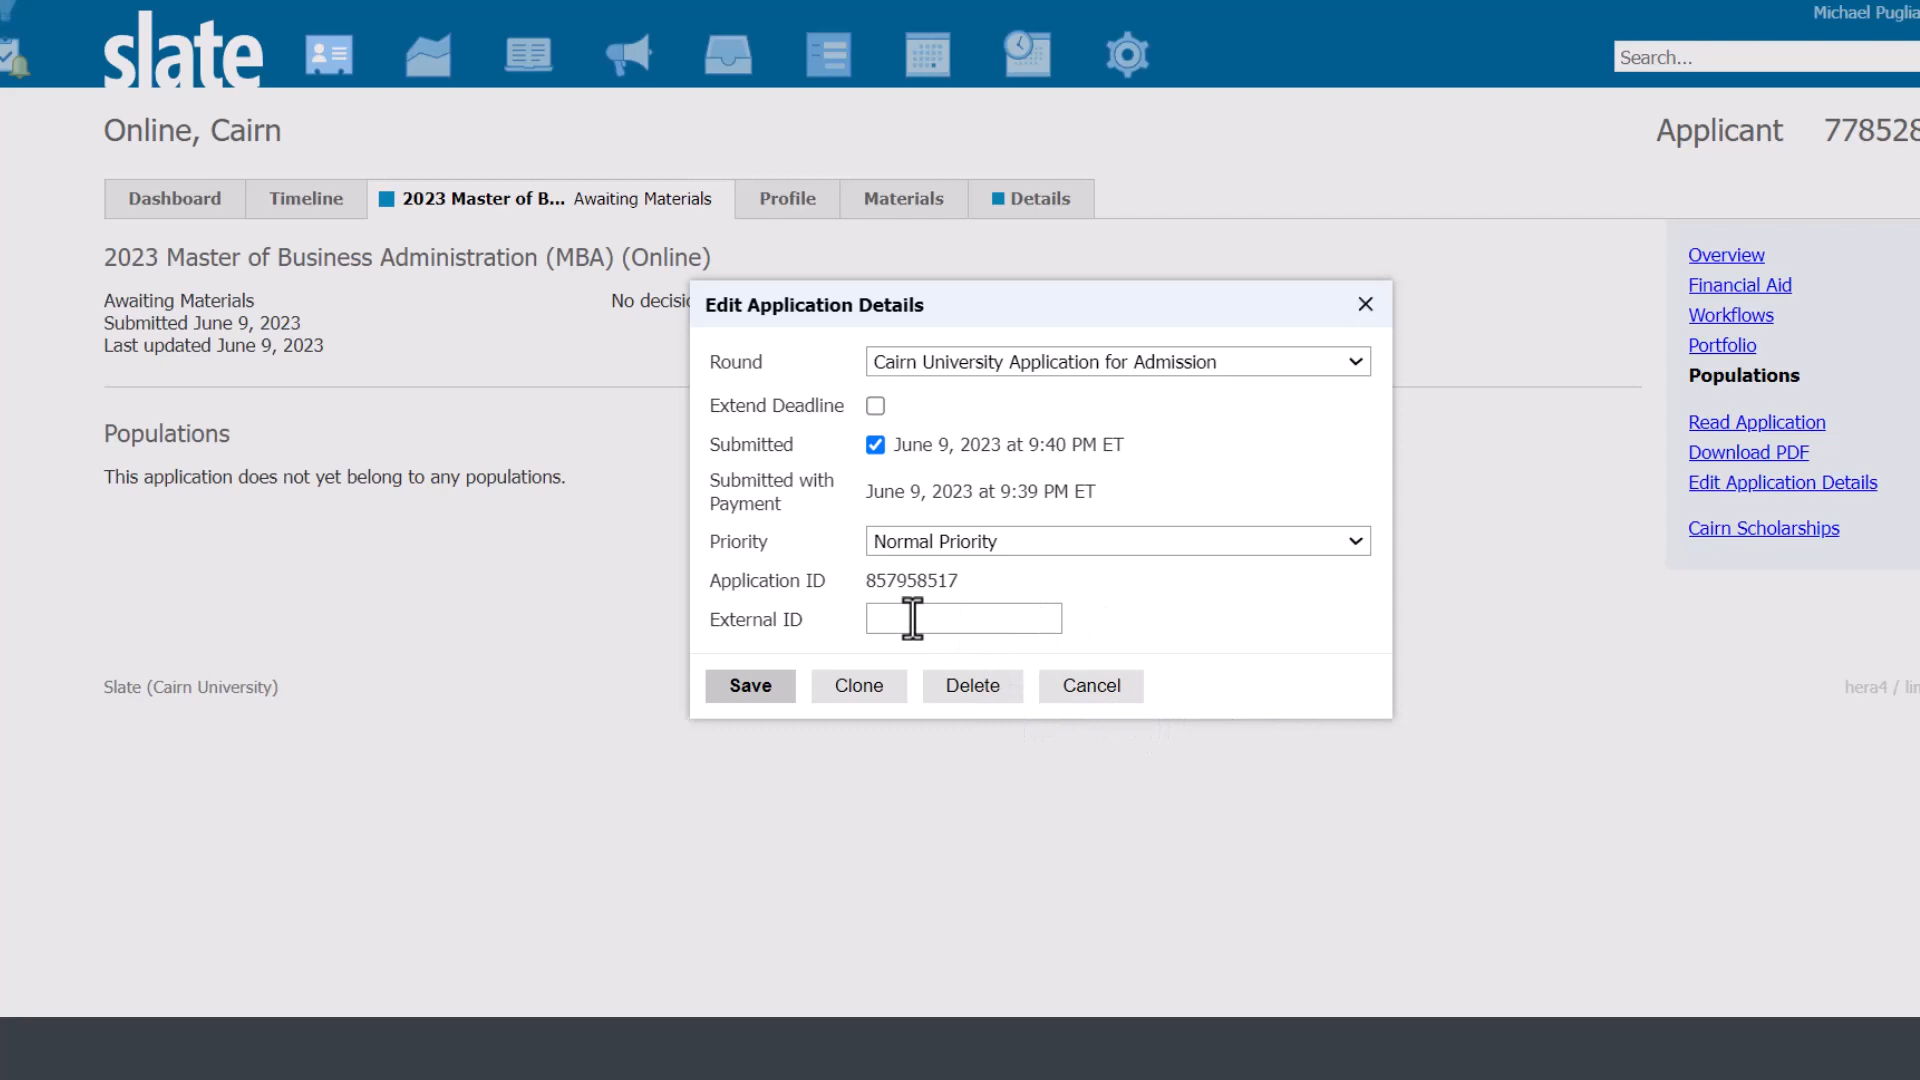 Michael Puglia
slate
Search...
Online, Cairn
Applicant 778528
Dashboard
Timeline
2023 Master of B... Awaiting Materials
Profile
Materials
Details
2023 Master of Business Administration (MBA) (Online)
Awaiting Materials
Submitted June 9, 2023
Last updated June 9, 2023
No decisi
Populations
This application does not yet belong to any populations.
Edit Application Details
Round
Cairn University Application for Admission
Extend Deadline
Submitted
June 9, 2023 at 9:40 PM ET
Submitted with
Payment
June 9, 2023 at 9:39 PM ET
Priority
Normal Priority
Application ID
857958517
External ID
Save
Clone
Delete
Cancel
Overview
Financial Aid
Workflows
Portfolio
Populations
Read Application
Download PDF
Edit Application Details
Cairn Scholarships
Slate (Cairn University)
hera4 /